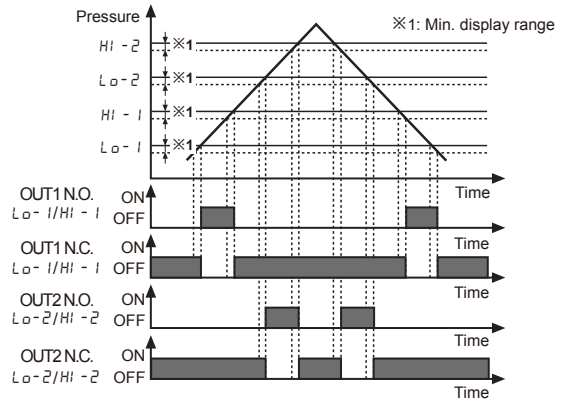 Pressure
※1: Min. display range
HI - 2 ※1
Lo-2 ※1
HI - 1 ※1
Lo- 1 ※1
Time
OUT1 N.O. ON
Lo- 1/HI - 1 OFF
Time
OUT1 N.C. ON
Lo- 1/HI - 1 OFF
Time
OUT2 N.O. ON
Lo-2/HI -2 OFF
Time
OUT2 N.C. ON
Lo-2/HI -2 OFF
Time